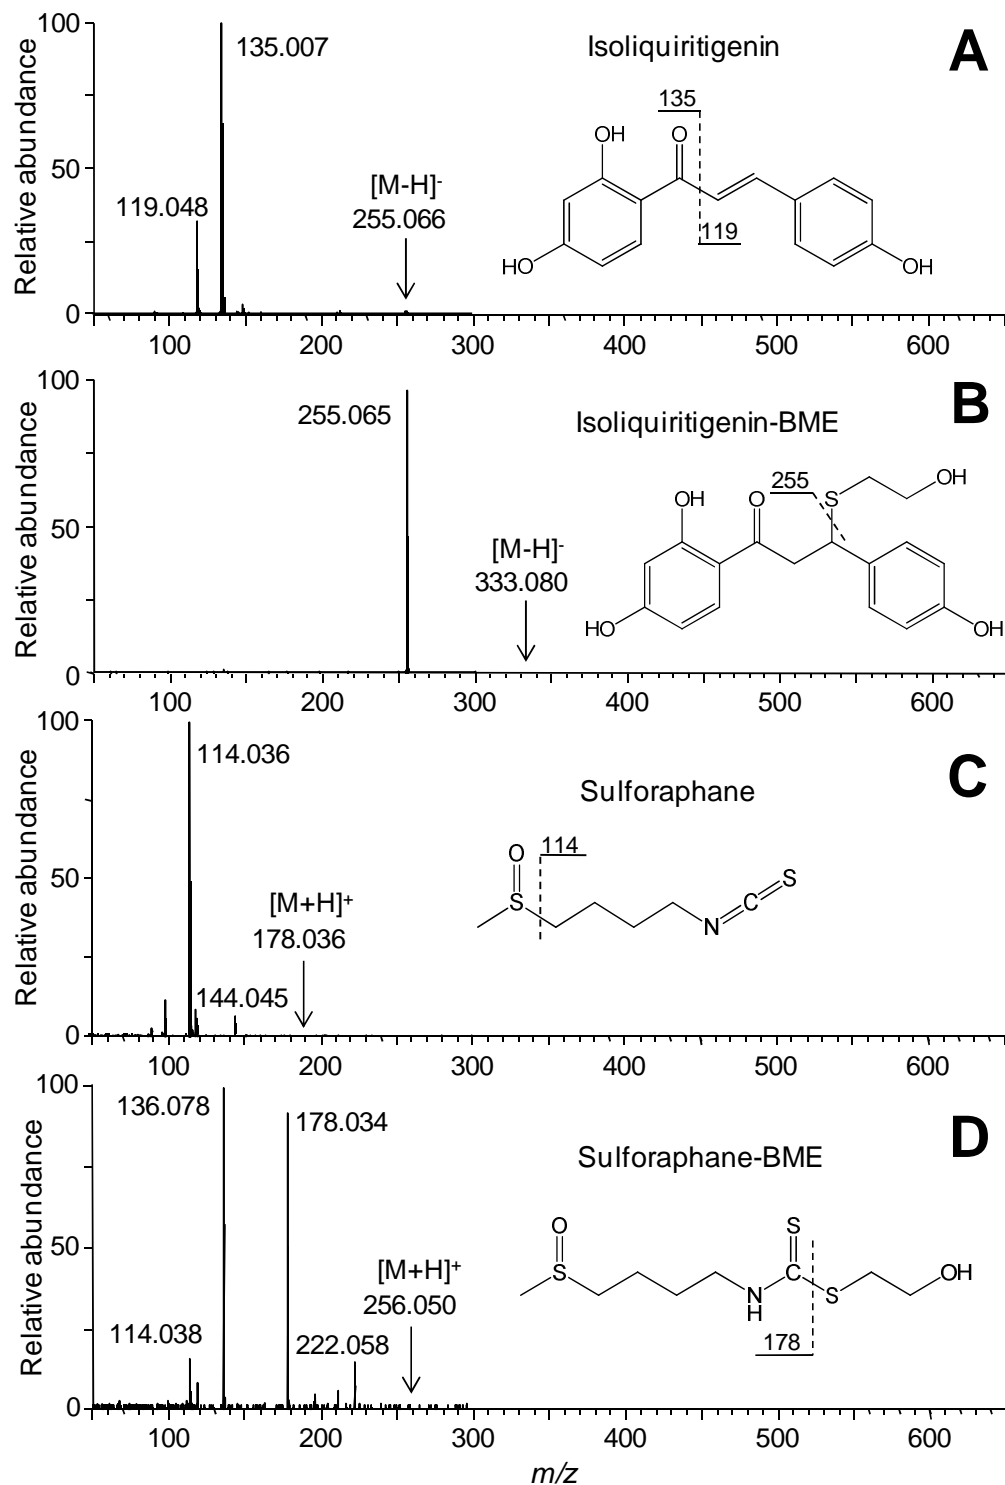 Relative abundance
100
50
0
135.007
119.048
[M-H]-
255.066
Isoliquiritigenin
A
135
O
OH
119
HO
OH
100 200 300 400 500 600
Relative abundance
100
50
0
255.065
[M-H]-
333.080
Isoliquiritigenin-BME
B
255
OH
O
S
OH
HO
OH
100 200 300 400 500 600
Relative abundance
100
50
0
114.036
144.045
[M+H]+
178.036
Sulforaphane
C
O
114
S
S
C
N
100 200 300 400 500 600
Relative abundance
100
50
0
136.078
178.034
114.038
222.058
[M+H]+
256.050
Sulforaphane-BME
D
O
S
S
C
OH
N
H
S
178
100 200 300 400 500 600
m/z